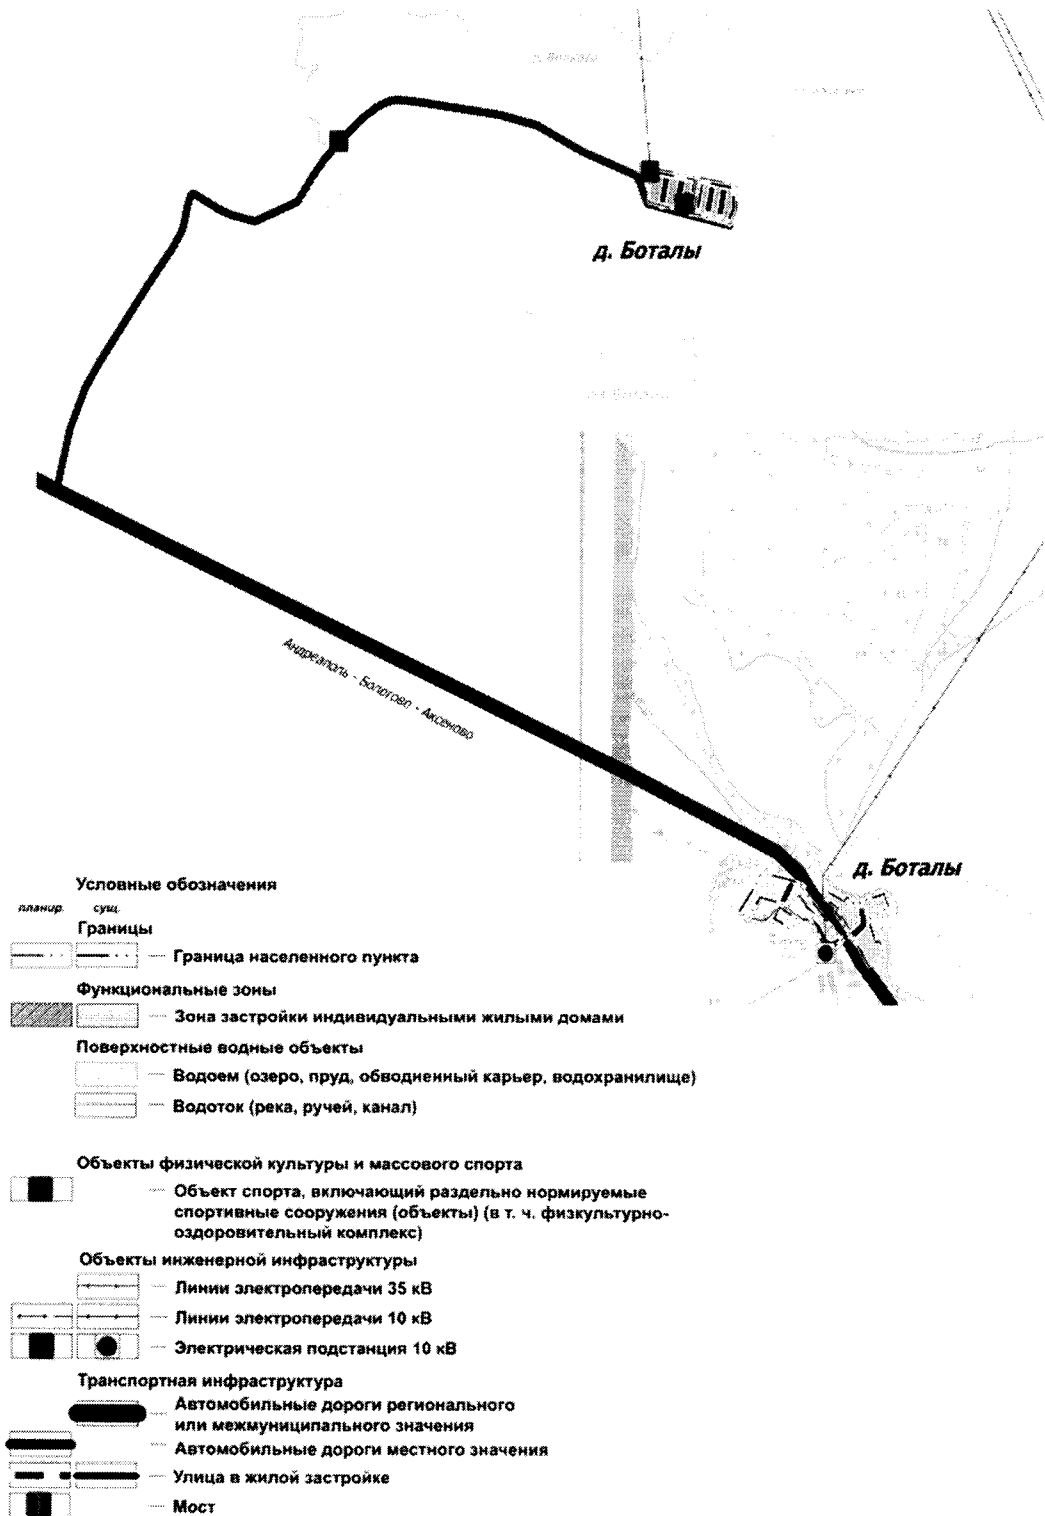 д. Боталы
Андреаполь - Бологово - Аксеново
д. Боталы
Условные обозначения
планир. сущ.
Границы
Граница населенного пункта
Функциональные зоны
Зона застройки индивидуальными жилыми домами
Поверхностные водные объекты
Водоем (озеро, пруд, обводненный карьер, водохранилище)
Водоток (река, ручей, канал)
Объекты физической культуры и массового спорта
Объект спорта, включающий раздельно нормируемые
спортивные сооружения (объекты) (в т. ч. физкультурно-
оздоровительный комплекс)
Объекты инженерной инфраструктуры
Линии электропередачи 35 кВ
Линии электропередачи 10 кВ
Электрическая подстанция 10 кВ
Транспортная инфраструктура
Автомобильные дороги регионального
или межмуниципального значения
Автомобильные дороги местного значения
Улица в жилой застройке
Мост